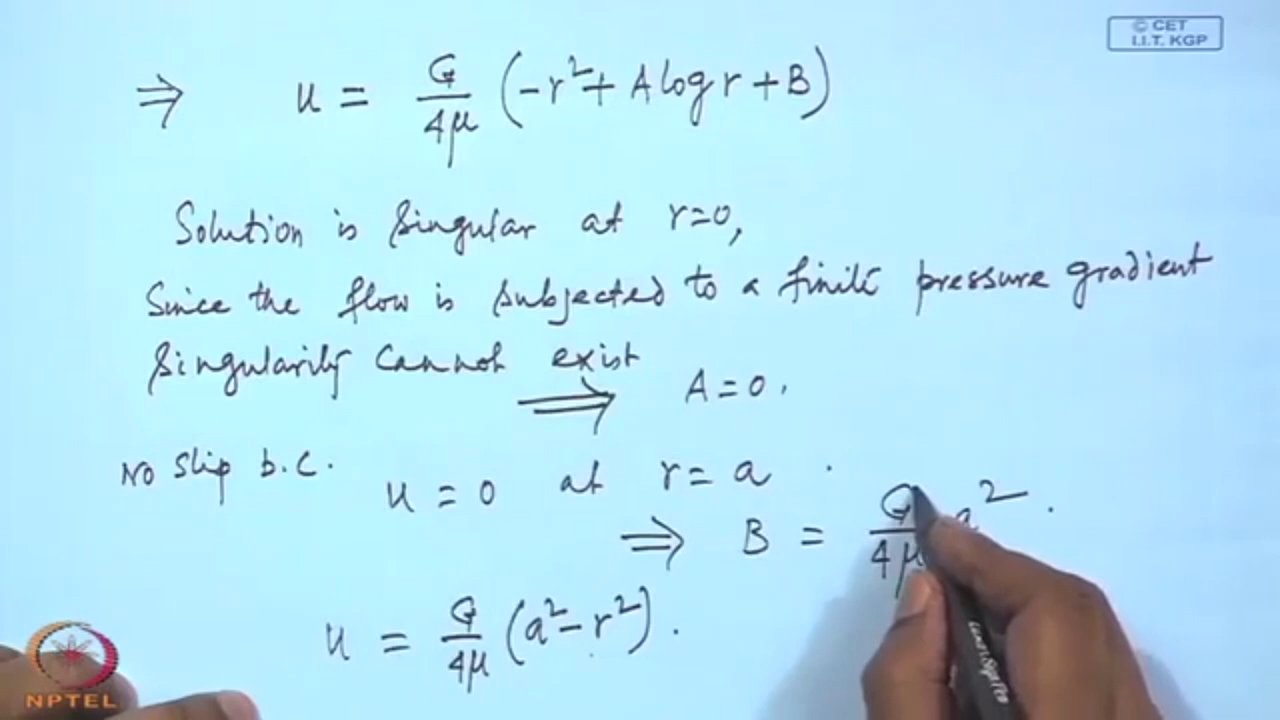 © CET
I.I.T. KGP
⇒ u = G/4μ (-r² + A log r + B)
Solution is singular at r=0,
Since the flow is subjected to a finite pressure gradient
Singularity cannot exist
⇒ A = 0.
No slip b.c. u = 0 at r = a .
⇒ B = G/4μ a² .
u = G/4μ (a² - r²) .
NPTEL